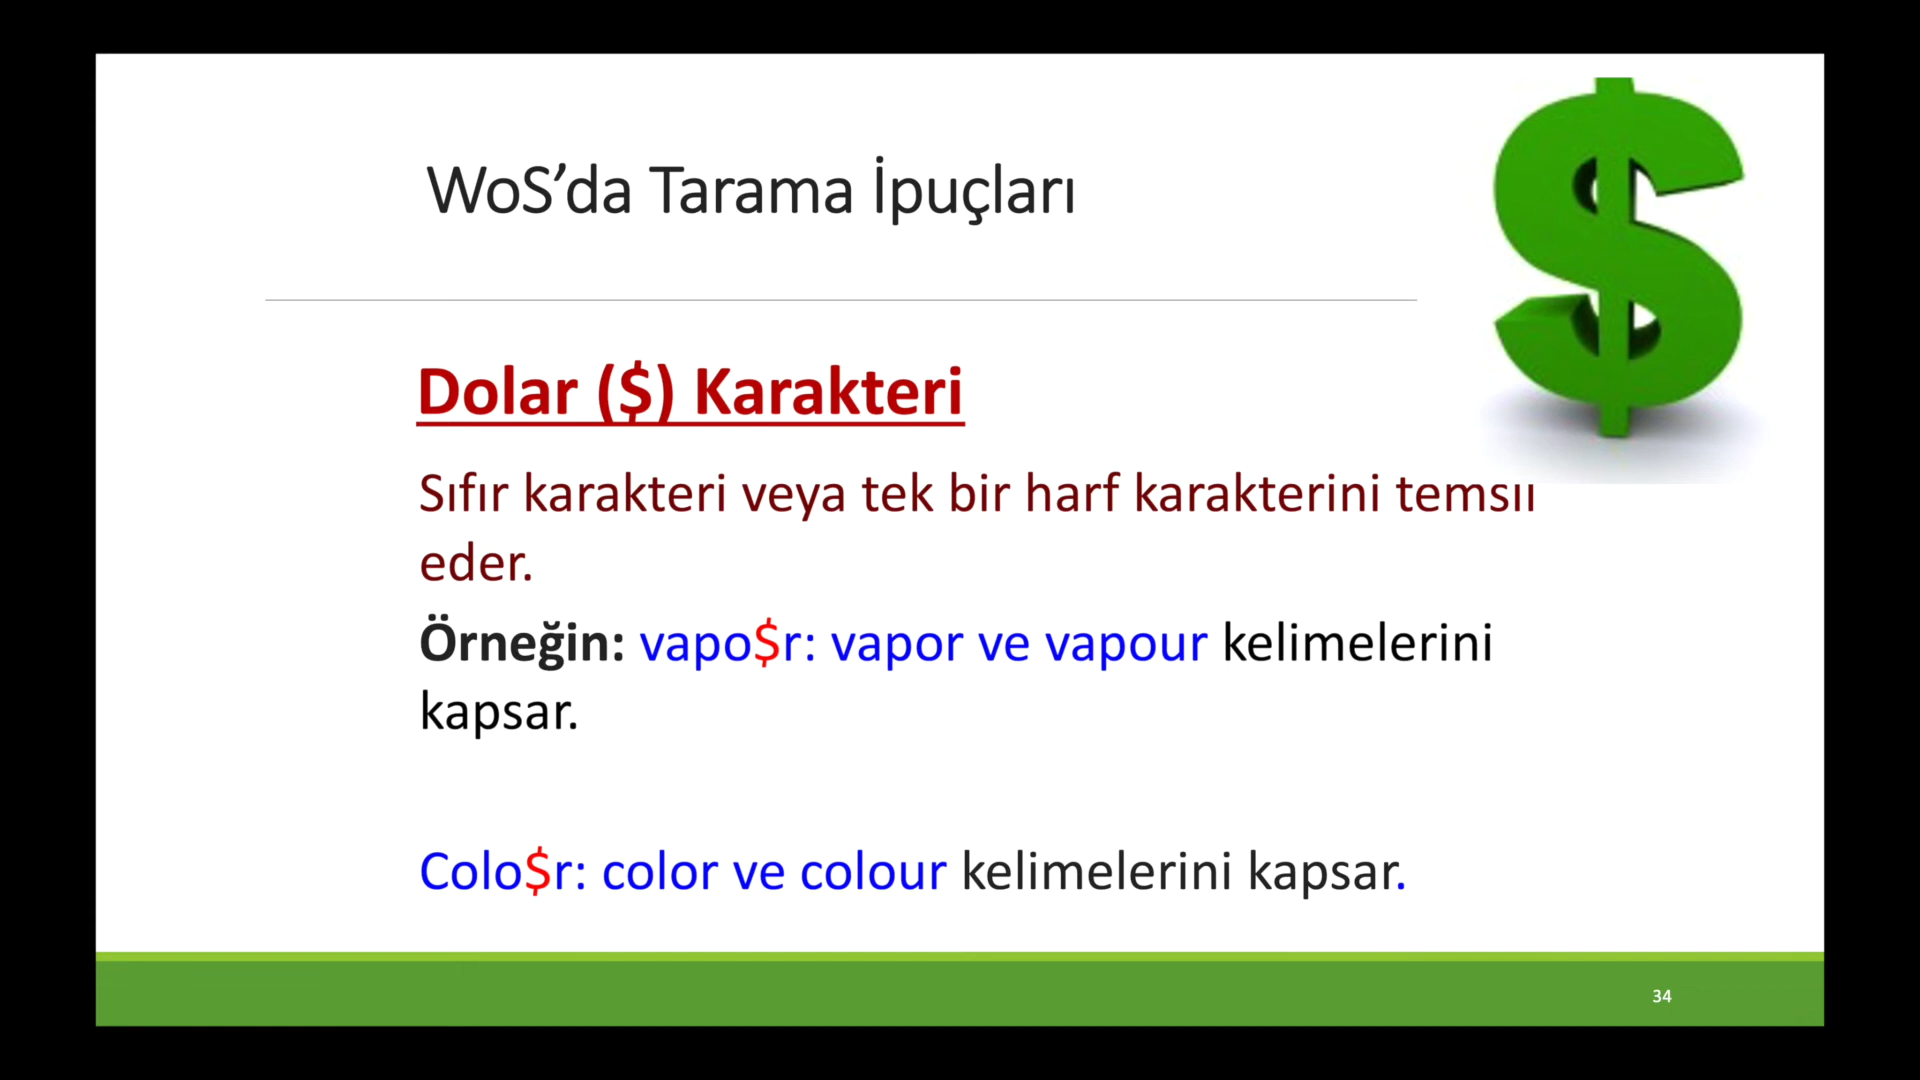 WoS’da Tarama İpuçları
Dolar ($) Karakteri
Sıfır karakteri veya tek bir harf karakterini temsil
eder.
Örneğin: vapo$r: vapor ve vapour kelimelerini
kapsar.
Colo$r: color ve colour kelimelerini kapsar.
34